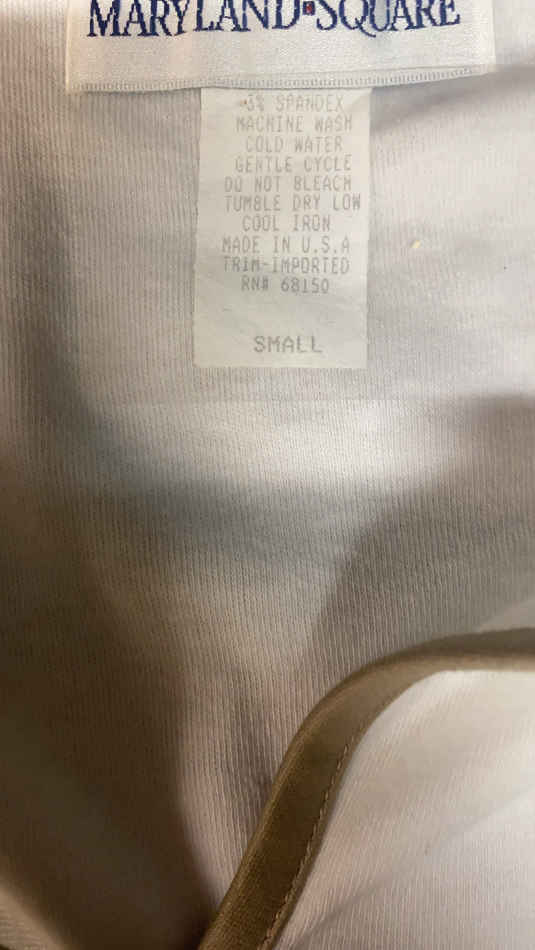 MARYLAND SQUARE
3% SPANDEX
MACHINE WASH
COLD WATER
GENTLE CYCLE
DO NOT BLEACH
TUMBLE DRY LOW
COOL IRON
MADE IN U.S.A
TRIM-IMPORTED
RN# 68150
SMALL